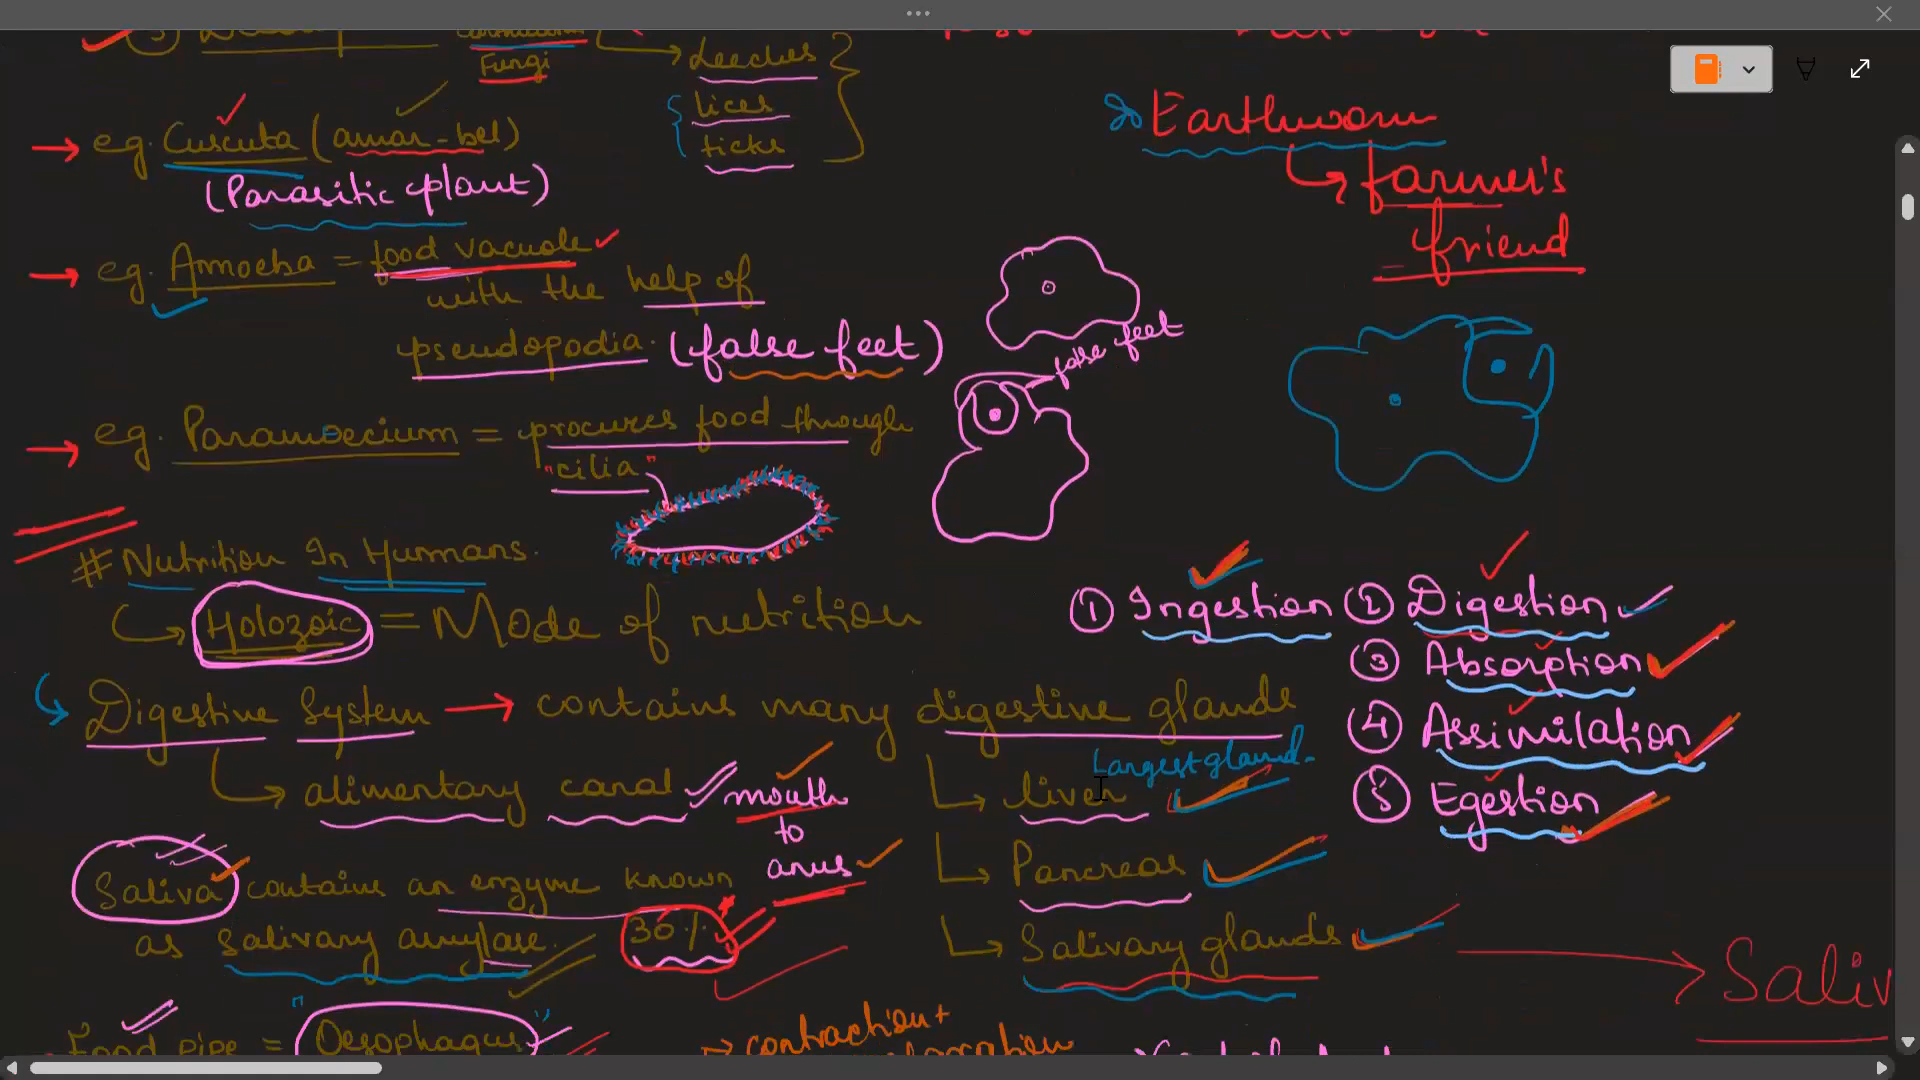 Fungi
Leeches
lices
ticks
→ eg. Cuscuta (amar-bel)
(Parasitic plant)
Earthworm
farmer's
friend
→ eg. Amoeba = food vacuole
with the help of
pseudopodia. (false feet)
false feet
→ eg. Paramoecium = procures food through
"cilia"
# Nutrition In Humans.
Holozoic = Mode of nutrition
① Ingestion ② Digestion
③ Absorption
④ Assimilation
⑤ Egestion
Digestive System → contains many digestive glands
Largest gland.
alimentary canal mouth
to
anus
liver
Pancreas
Salivary glands → Saliv
Saliva contains an enzyme known
as Salivary amylase. 30%
Food pipe = "Oesophagus"
contraction +